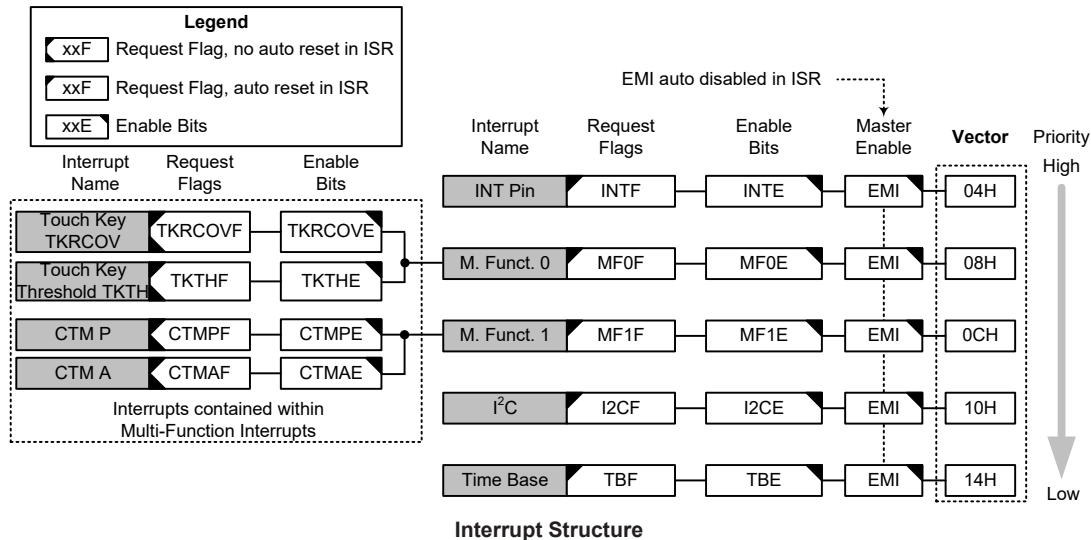 Legend
xxF Request Flag, no auto reset in ISR
xxF Request Flag, auto reset in ISR
xxE Enable Bits
EMI auto disabled in ISR
Interrupt Name
Request Flags
Enable Bits
Interrupt Name
Request Flags
Enable Bits
Master Enable
Vector
Priority
High
INT Pin INTF INTE EMI 04H
Touch Key TKRCOV
TKRCOVF TKRCOVE
Touch Key Threshold TKTH
TKTHF TKTHE
M. Funct. 0 MF0F MF0E EMI 08H
CTM P CTMPF CTMPE
CTM A CTMAF CTMAE
M. Funct. 1 MF1F MF1E EMI 0CH
Interrupts contained within
Multi-Function Interrupts
I²C I2CF I2CE EMI 10H
Time Base TBF TBE EMI 14H
Low
Interrupt Structure